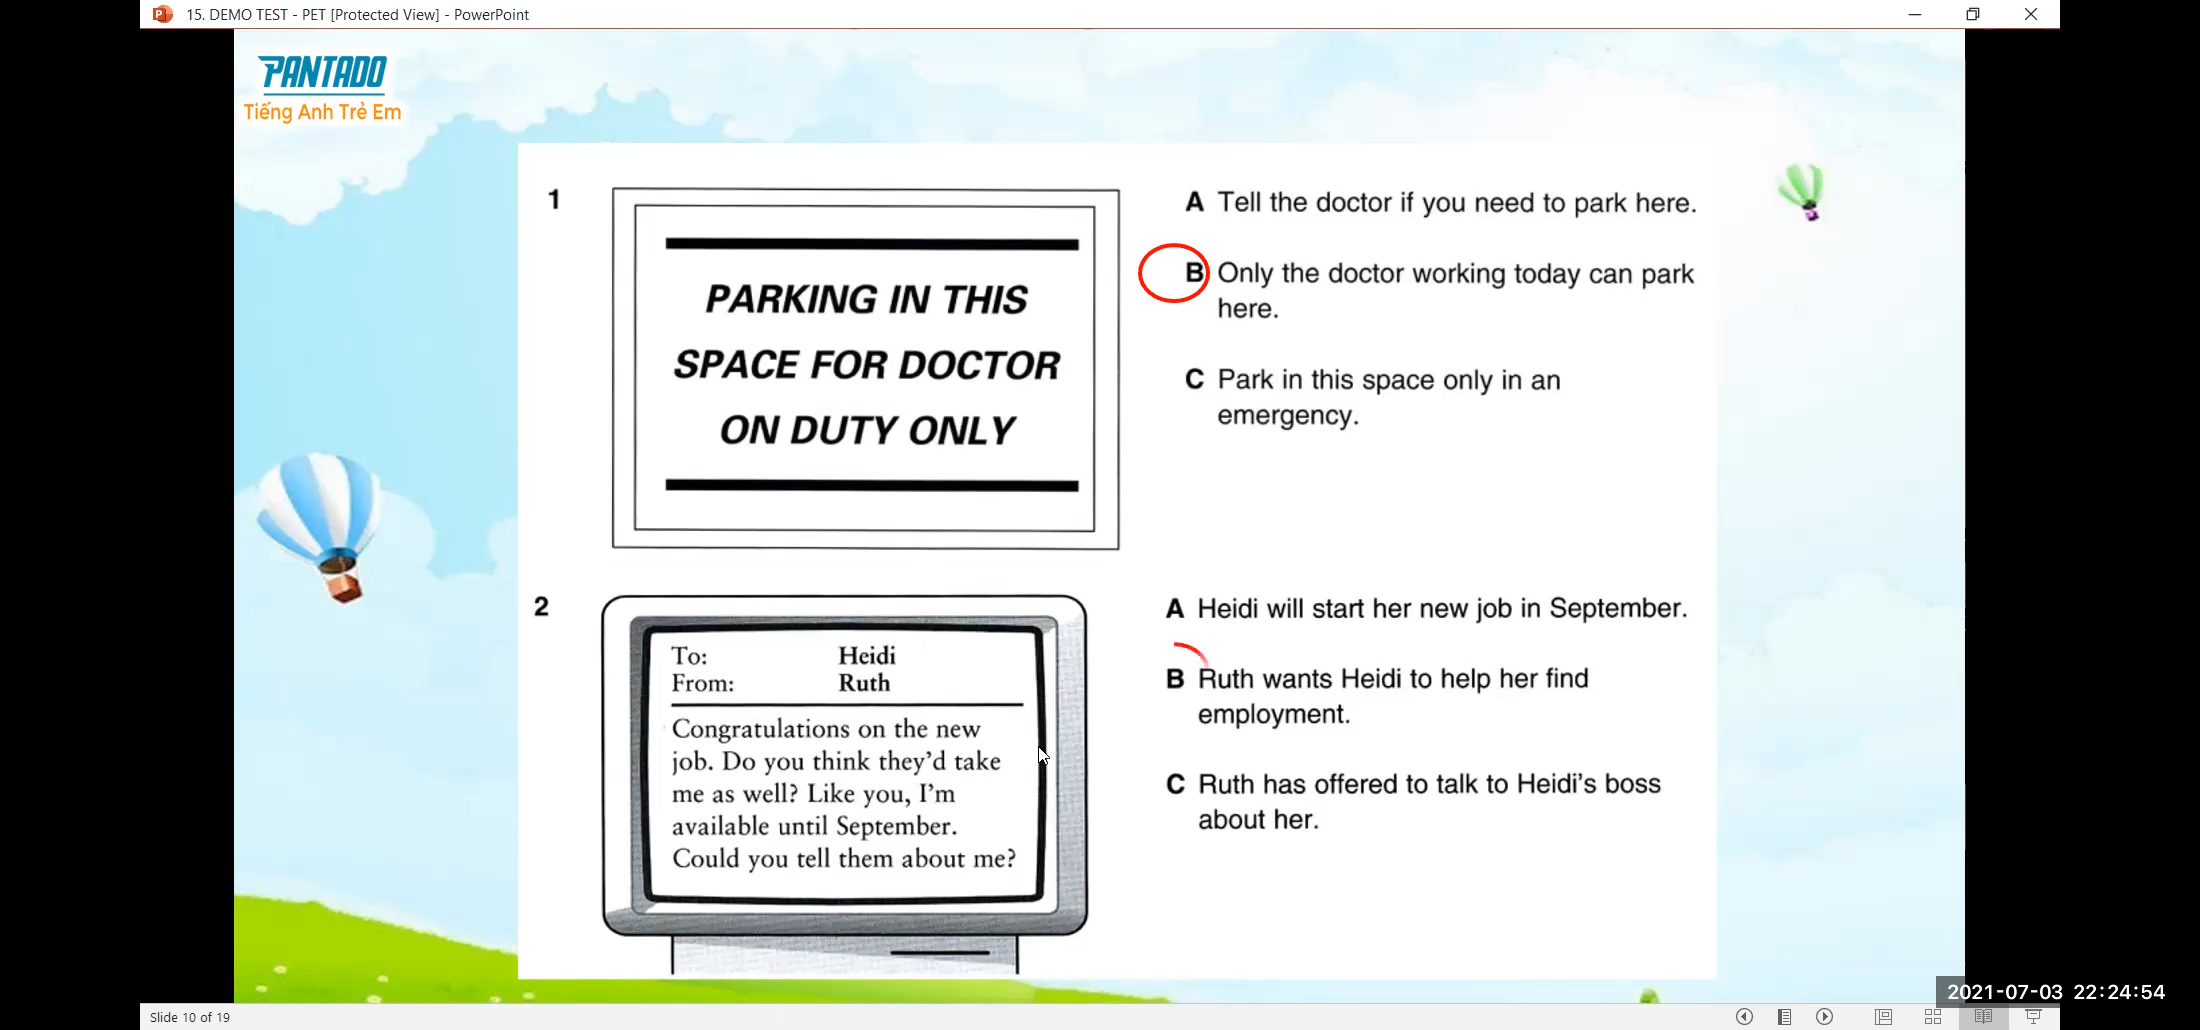 15. DEMO TEST - PET [Protected View] - PowerPoint
PANTADO
Tiếng Anh Trẻ Em
1
PARKING IN THIS
SPACE FOR DOCTOR
ON DUTY ONLY
A Tell the doctor if you need to park here.
B Only the doctor working today can park
here.
C Park in this space only in an
emergency.
2
To: Heidi
From: Ruth
Congratulations on the new
job. Do you think they'd take
me as well? Like you, I'm
available until September.
Could you tell them about me?
A Heidi will start her new job in September.
B Ruth wants Heidi to help her find
employment.
C Ruth has offered to talk to Heidi's boss
about her.
2021-07-03 22:24:54
Slide 10 of 19